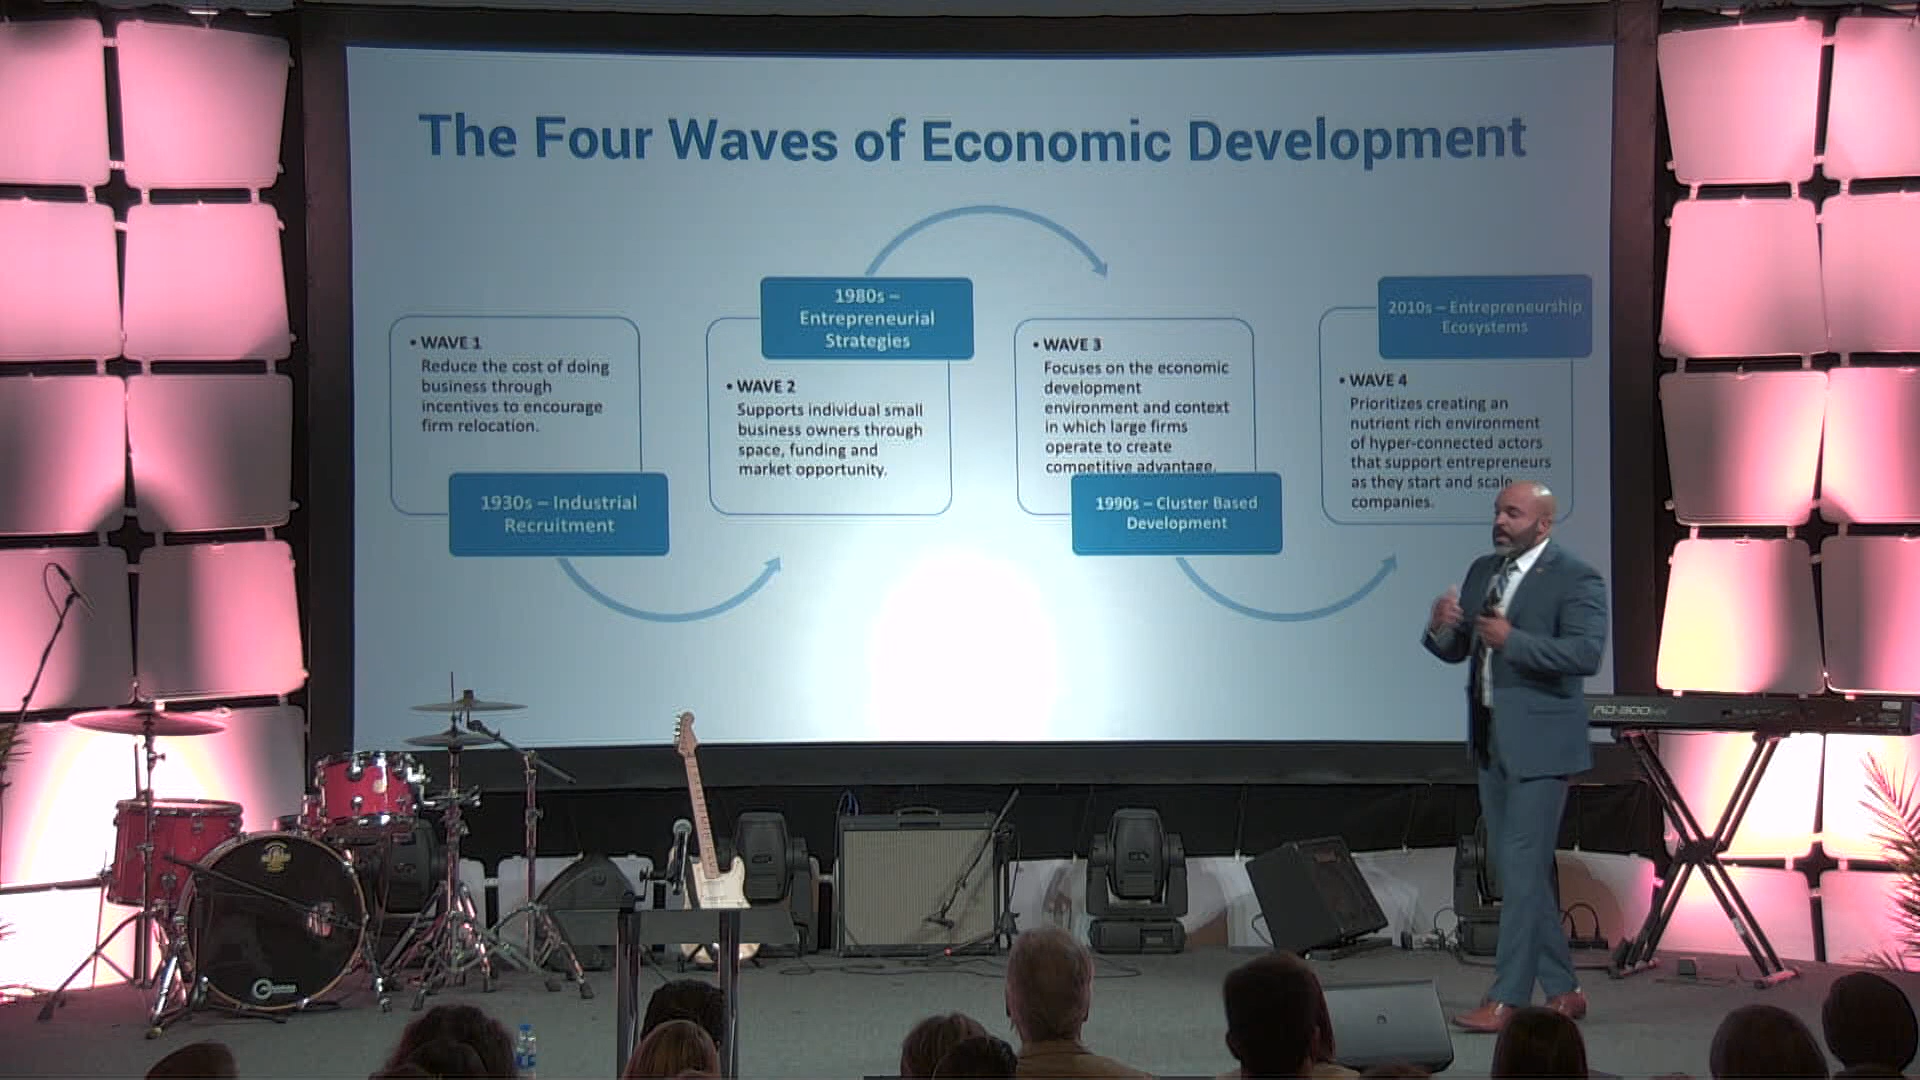 The Four Waves of Economic Development
• WAVE 1
Reduce the cost of doing
business through
incentives to encourage
firm relocation.
1930s – Industrial
Recruitment
1980s –
Entrepreneurial
Strategies
• WAVE 2
Supports individual small
business owners through
space, funding and
market opportunity.
• WAVE 3
Focuses on the economic
development
environment and context
in which large firms
operate to create
competitive advantage.
1990s – Cluster Based
Development
2010s – Entrepreneurship
Ecosystems
• WAVE 4
Prioritizes creating an
nutrient rich environment
of hyper-connected actors
that support entrepreneurs
as they start and scale
companies.